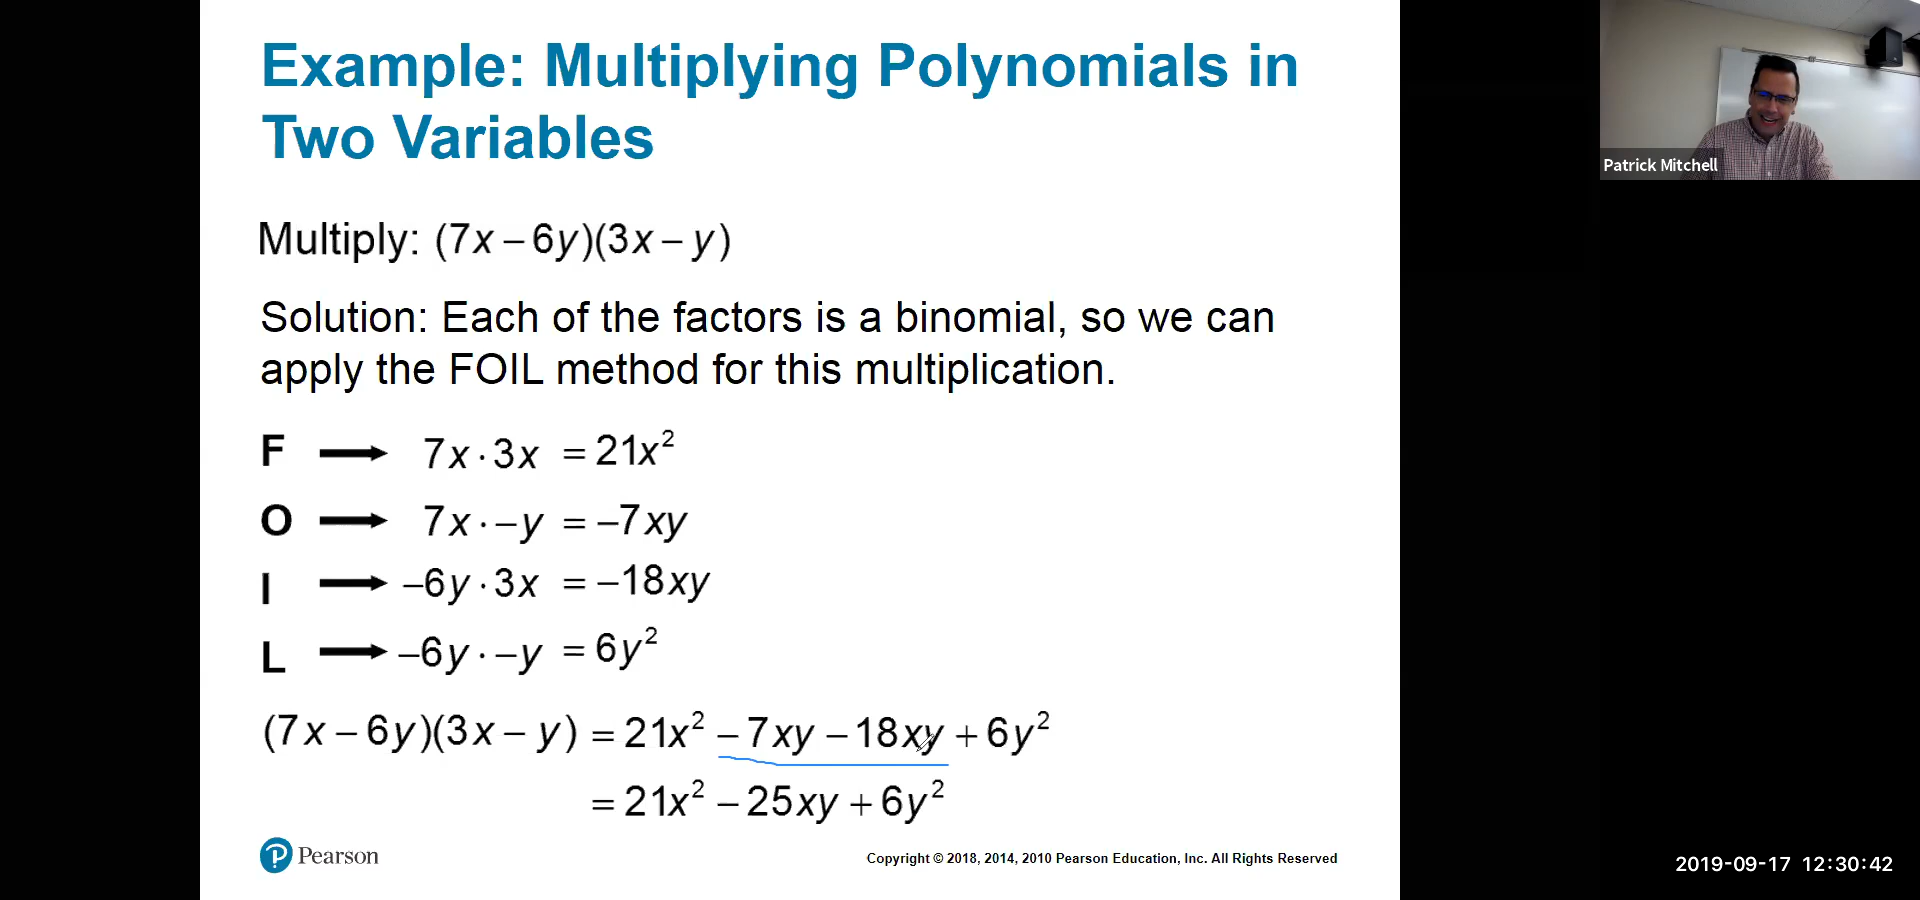 Example: Multiplying Polynomials in
Two Variables
Multiply: (7x – 6y)(3x – y)
Solution: Each of the factors is a binomial, so we can
apply the FOIL method for this multiplication.
F → 7x · 3x = 21x²
O → 7x · –y = –7xy
I → –6y · 3x = –18xy
L → –6y · –y = 6y²
(7x – 6y)(3x – y) = 21x² – 7xy – 18xy + 6y²
= 21x² – 25xy + 6y²
P Pearson
Copyright © 2018, 2014, 2010 Pearson Education, Inc. All Rights Reserved
Patrick Mitchell
2019-09-17 12:30:42